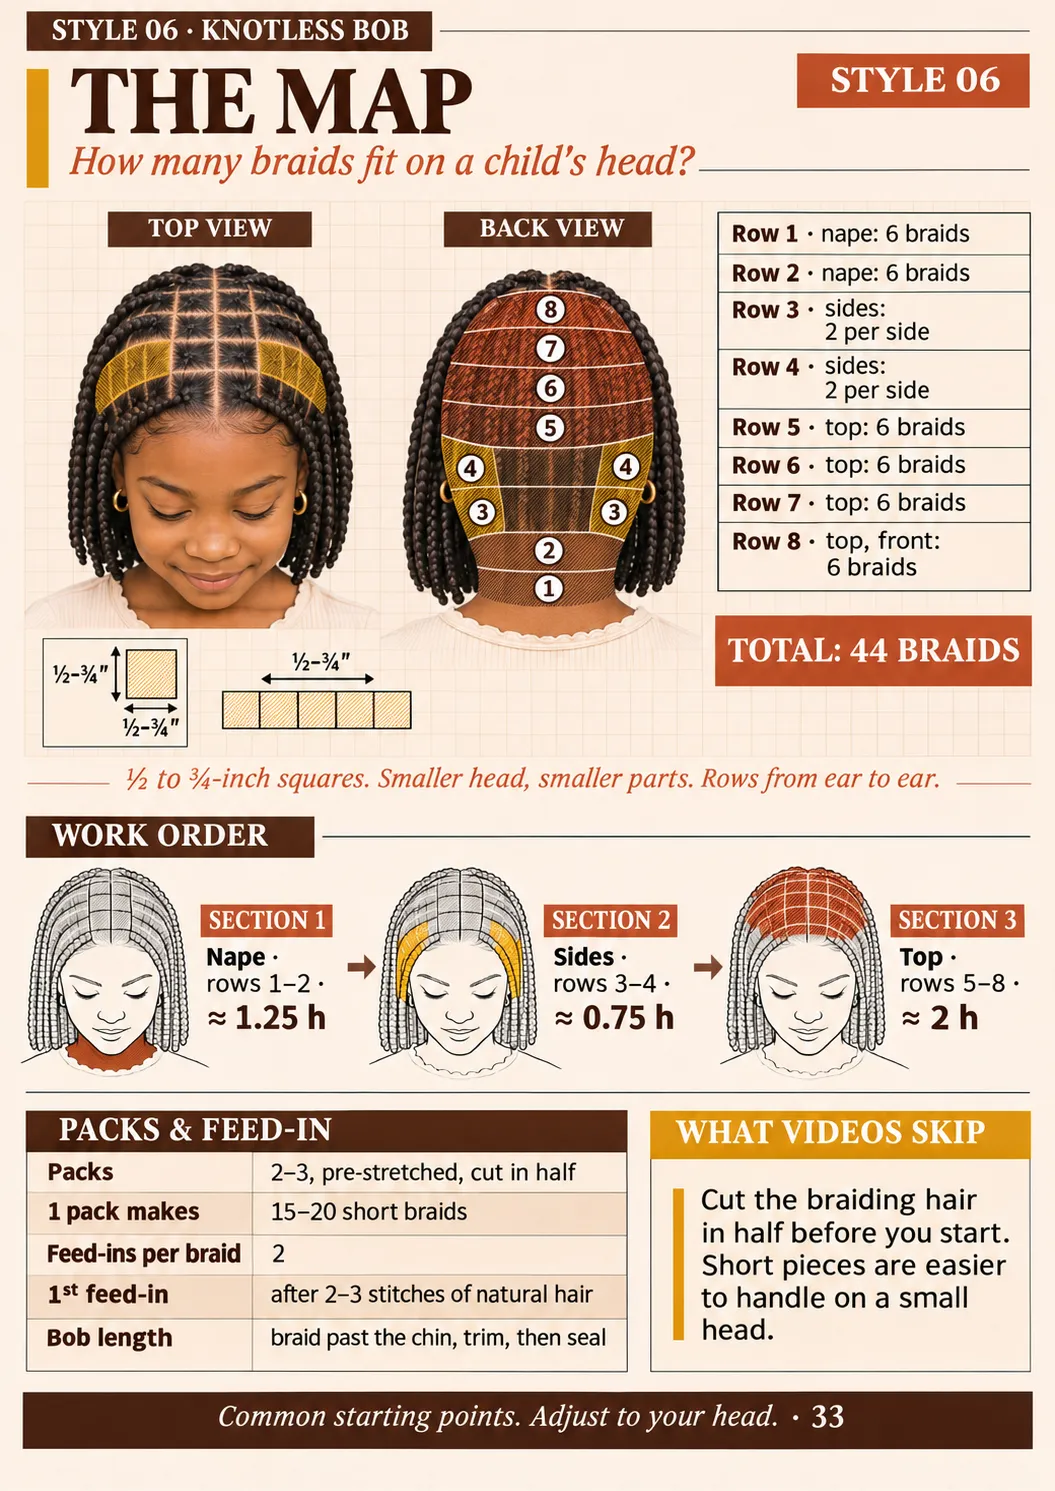 STYLE 06 · KNOTLESS BOB
THE MAP
STYLE 06
How many braids fit on a child's head?
TOP VIEW
BACK VIEW
8
7
6
5
4
4
3
3
2
1
Row 1 · nape: 6 braids
Row 2 · nape: 6 braids
Row 3 · sides:
2 per side
Row 4 · sides:
2 per side
Row 5 · top: 6 braids
Row 6 · top: 6 braids
Row 7 · top: 6 braids
Row 8 · top, front:
6 braids
TOTAL: 44 BRAIDS
½–¾"
½–¾"
½–¾"
½ to ¾-inch squares. Smaller head, smaller parts. Rows from ear to ear.
WORK ORDER
SECTION 1
Nape ·
rows 1–2 ·
≈ 1.25 h
SECTION 2
Sides ·
rows 3–4 ·
≈ 0.75 h
SECTION 3
Top ·
rows 5–8 ·
≈ 2 h
PACKS & FEED-IN
Packs 2–3, pre-stretched, cut in half
1 pack makes 15–20 short braids
Feed-ins per braid 2
1st feed-in after 2–3 stitches of natural hair
Bob length braid past the chin, trim, then seal
WHAT VIDEOS SKIP
Cut the braiding hair
in half before you start.
Short pieces are easier
to handle on a small
head.
Common starting points. Adjust to your head. · 33